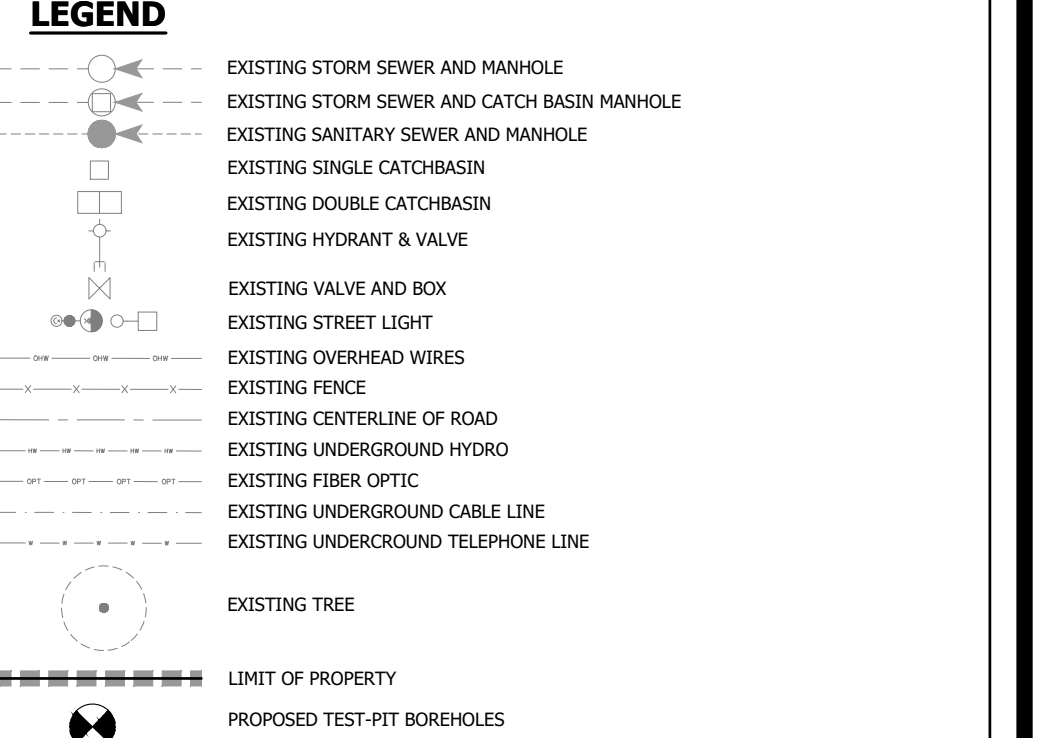 LEGEND
EXISTING STORM SEWER AND MANHOLE
EXISTING STORM SEWER AND CATCH BASIN MANHOLE
EXISTING SANITARY SEWER AND MANHOLE
EXISTING SINGLE CATCHBASIN
EXISTING DOUBLE CATCHBASIN
EXISTING HYDRANT & VALVE
EXISTING VALVE AND BOX
EXISTING STREET LIGHT
OHW OHW OHW EXISTING OVERHEAD WIRES
X X X X EXISTING FENCE
EXISTING CENTERLINE OF ROAD
HW HW HW HW HW EXISTING UNDERGROUND HYDRO
OPT OPT OPT OPT EXISTING FIBER OPTIC
EXISTING UNDERGROUND CABLE LINE
W W W W W EXISTING UNDERCROUND TELEPHONE LINE
EXISTING TREE
LIMIT OF PROPERTY
PROPOSED TEST-PIT BOREHOLES